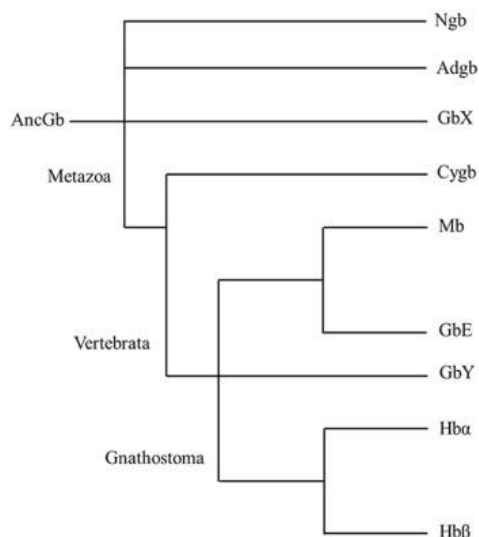 Ngb
Adgb
AncGb
GbX
Metazoa
Cygb
Mb
Vertebrata
GbE
GbY
Hbα
Gnathostoma
Hbβ